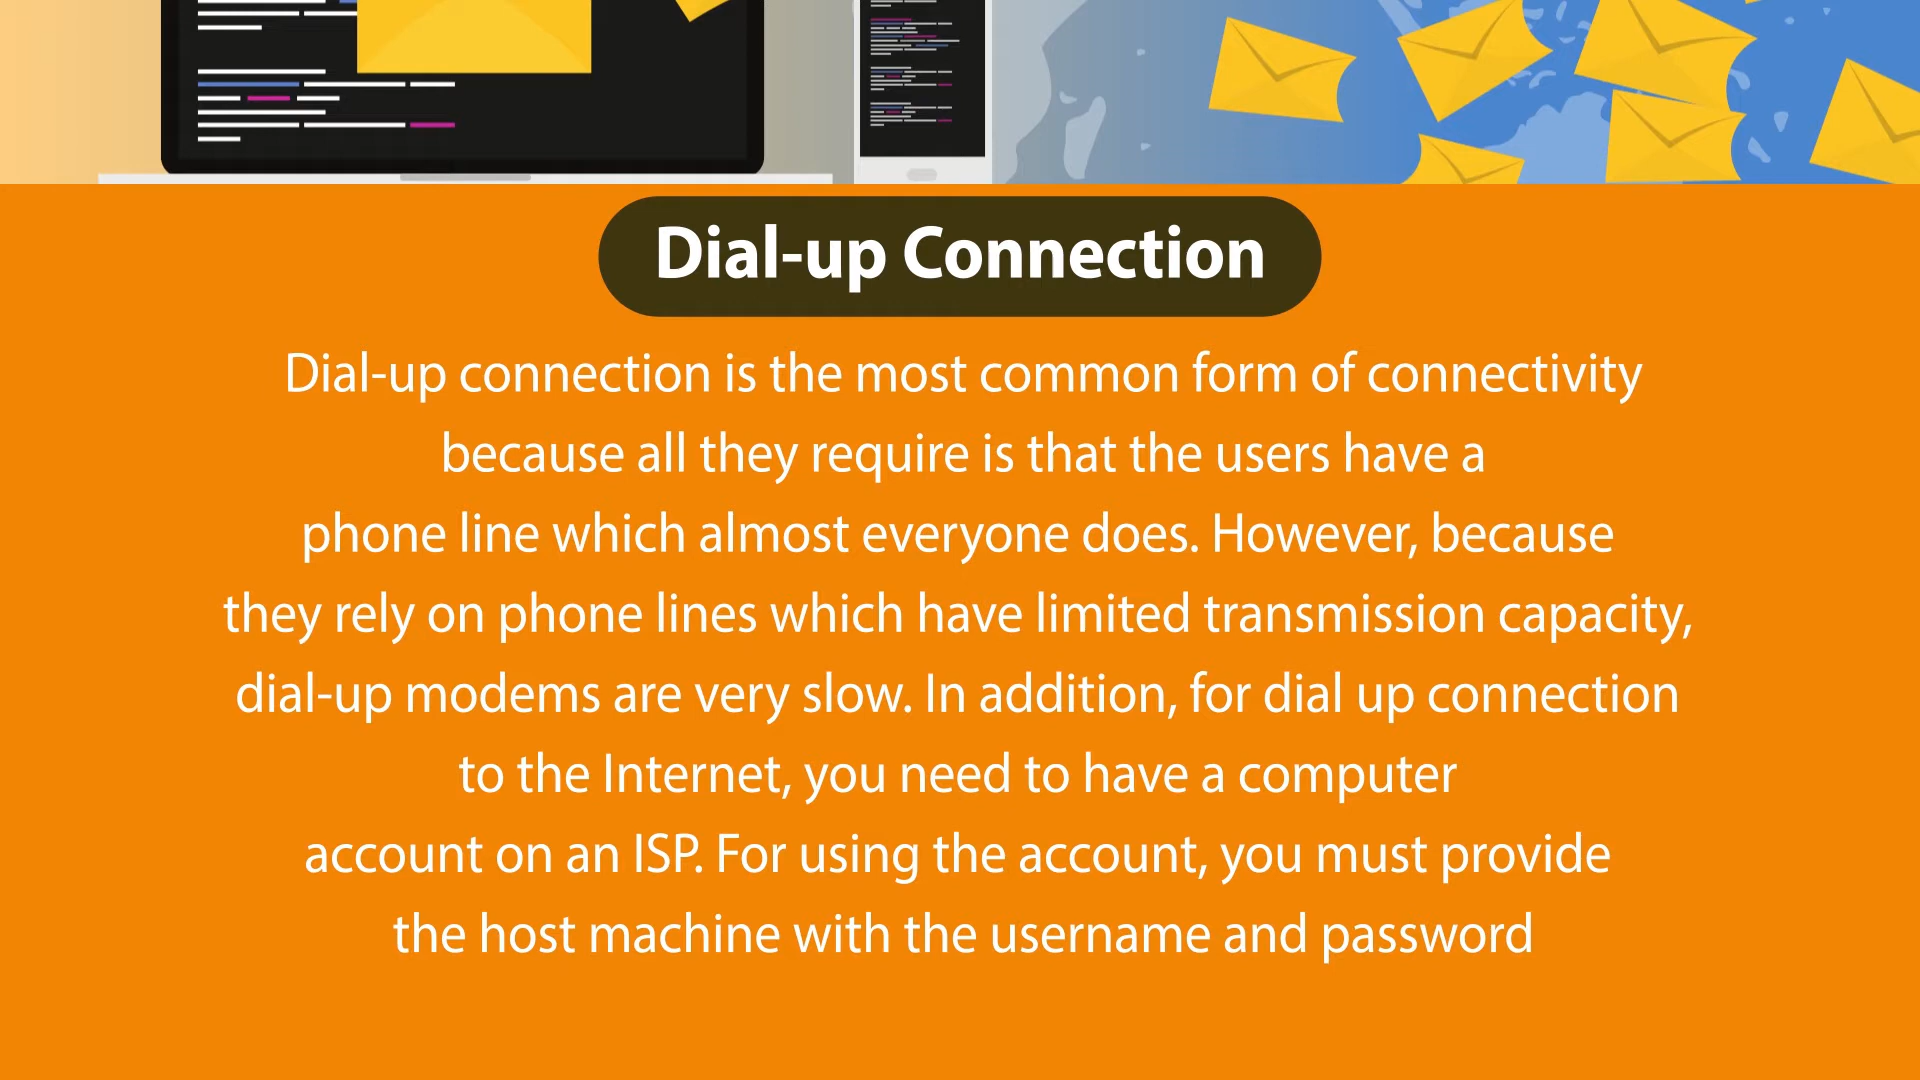 Dial-up Connection
Dial-up connection is the most common form of connectivity
because all they require is that the users have a
phone line which almost everyone does. However, because
they rely on phone lines which have limited transmission capacity,
dial-up modems are very slow. In addition, for dial up connection
to the Internet, you need to have a computer
account on an ISP. For using the account, you must provide
the host machine with the username and password